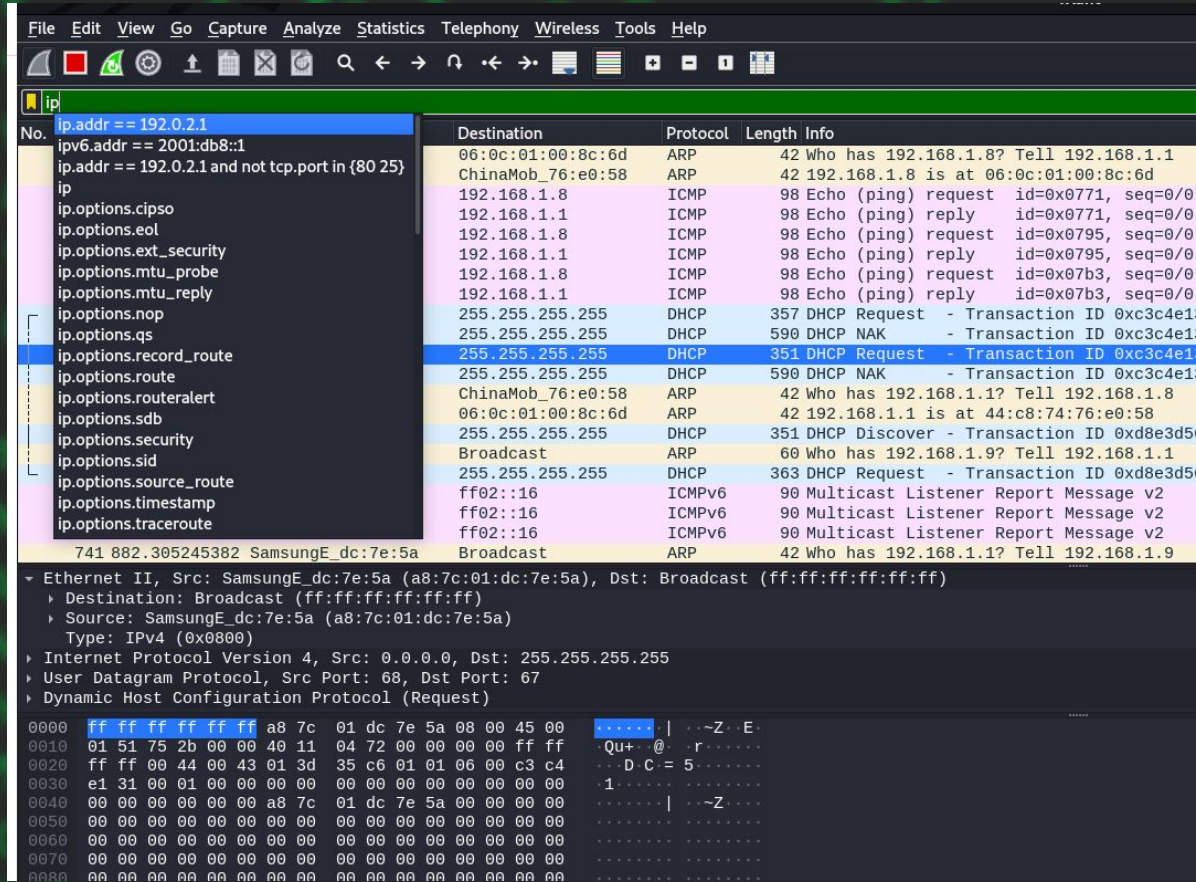 File Edit View Go Capture Analyze Statistics Telephony Wireless Tools Help
ip
No. Destination Protocol Length Info
ip.addr == 192.0.2.1
ipv6.addr == 2001:db8::1
ip.addr == 192.0.2.1 and not tcp.port in {80 25}
ip
ip.options.cipso
ip.options.eol
ip.options.ext_security
ip.options.mtu_probe
ip.options.mtu_reply
ip.options.nop
ip.options.qs
ip.options.record_route
ip.options.route
ip.options.routeralert
ip.options.sdb
ip.options.security
ip.options.sid
ip.options.source_route
ip.options.timestamp
ip.options.traceroute
06:0c:01:00:8c:6d ARP 42 Who has 192.168.1.8? Tell 192.168.1.1
ChinaMob_76:e0:58 ARP 42 192.168.1.8 is at 06:0c:01:00:8c:6d
192.168.1.8 ICMP 98 Echo (ping) request id=0x0771, seq=0/0
192.168.1.1 ICMP 98 Echo (ping) reply id=0x0771, seq=0/0
192.168.1.8 ICMP 98 Echo (ping) request id=0x0795, seq=0/0
192.168.1.1 ICMP 98 Echo (ping) reply id=0x0795, seq=0/0
192.168.1.8 ICMP 98 Echo (ping) request id=0x07b3, seq=0/0
192.168.1.1 ICMP 98 Echo (ping) reply id=0x07b3, seq=0/0
255.255.255.255 DHCP 357 DHCP Request - Transaction ID 0xc3c4e13
255.255.255.255 DHCP 590 DHCP NAK - Transaction ID 0xc3c4e13
255.255.255.255 DHCP 351 DHCP Request - Transaction ID 0xc3c4e13
255.255.255.255 DHCP 590 DHCP NAK - Transaction ID 0xc3c4e13
ChinaMob_76:e0:58 ARP 42 Who has 192.168.1.1? Tell 192.168.1.8
06:0c:01:00:8c:6d ARP 42 192.168.1.1 is at 44:c8:74:76:e0:58
255.255.255.255 DHCP 351 DHCP Discover - Transaction ID 0xd8e3d56
Broadcast ARP 60 Who has 192.168.1.9? Tell 192.168.1.1
255.255.255.255 DHCP 363 DHCP Request - Transaction ID 0xd8e3d56
ff02::16 ICMPv6 90 Multicast Listener Report Message v2
ff02::16 ICMPv6 90 Multicast Listener Report Message v2
ff02::16 ICMPv6 90 Multicast Listener Report Message v2
741 882.305245382 SamsungE_dc:7e:5a Broadcast ARP 42 Who has 192.168.1.1? Tell 192.168.1.9
Ethernet II, Src: SamsungE_dc:7e:5a (a8:7c:01:dc:7e:5a), Dst: Broadcast (ff:ff:ff:ff:ff:ff)
Destination: Broadcast (ff:ff:ff:ff:ff:ff)
Source: SamsungE_dc:7e:5a (a8:7c:01:dc:7e:5a)
Type: IPv4 (0x0800)
Internet Protocol Version 4, Src: 0.0.0.0, Dst: 255.255.255.255
User Datagram Protocol, Src Port: 68, Dst Port: 67
Dynamic Host Configuration Protocol (Request)
0000 ff ff ff ff ff ff a8 7c 01 dc 7e 5a 08 00 45 00 ·······| ··~Z··E·
0010 01 51 75 2b 00 00 40 11 04 72 00 00 00 00 ff ff ·Qu+··@· ·r······
0020 ff ff 00 44 00 43 01 3d 35 c6 01 01 06 00 c3 c4 ···D·C·= 5·······
0030 e1 31 00 01 00 00 00 00 00 00 00 00 00 00 00 00 ·1······ ········
0040 00 00 00 00 00 00 a8 7c 01 dc 7e 5a 00 00 00 00 ·······| ··~Z····
0050 00 00 00 00 00 00 00 00 00 00 00 00 00 00 00 00 ········ ········
0060 00 00 00 00 00 00 00 00 00 00 00 00 00 00 00 00 ········ ········
0070 00 00 00 00 00 00 00 00 00 00 00 00 00 00 00 00 ········ ········
0080 00 00 00 00 00 00 00 00 00 00 00 00 00 00 00 00 ········ ········